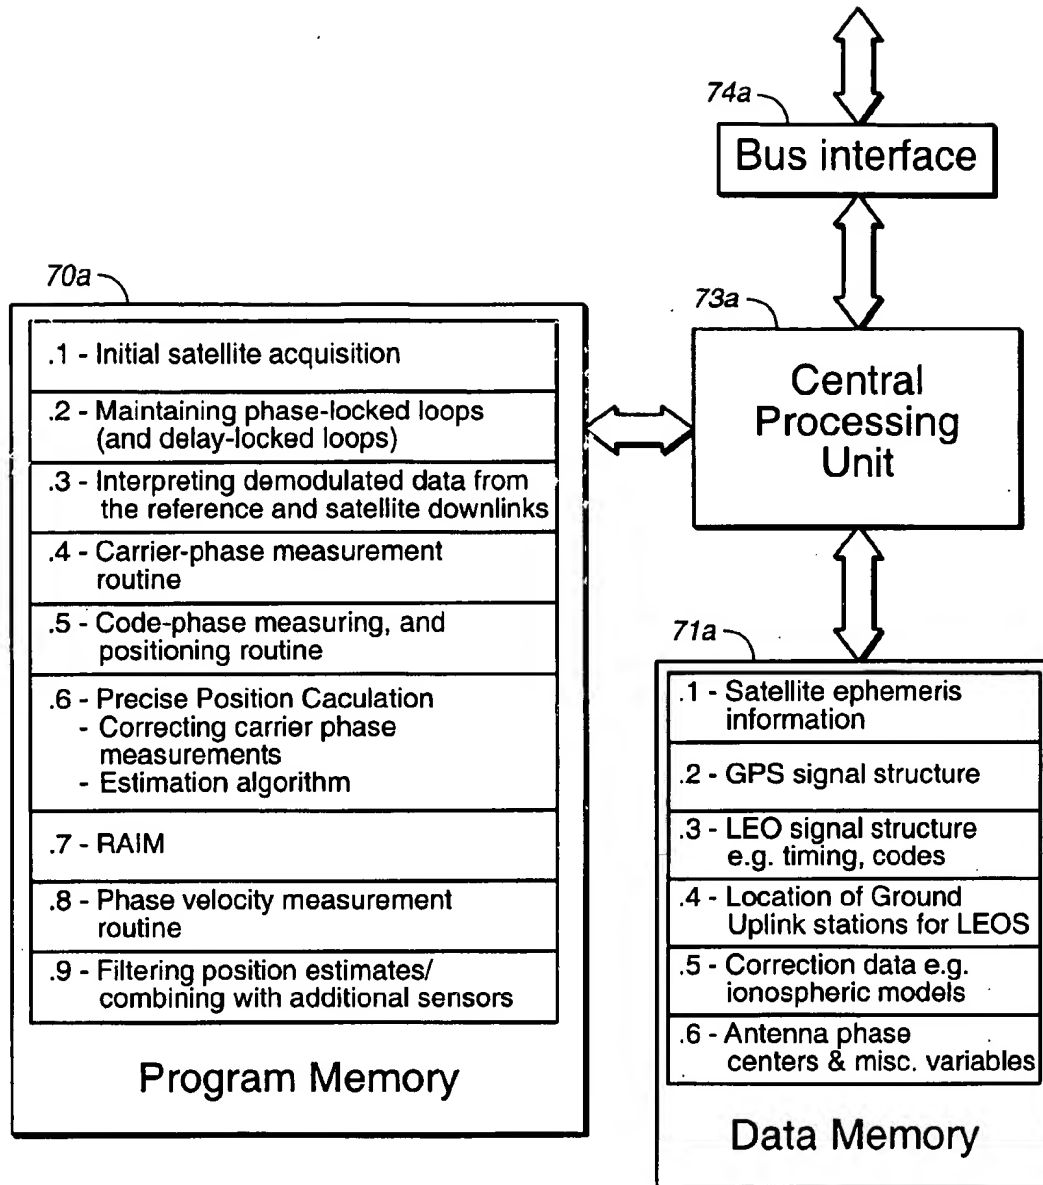 74a
Bus interface
70a
.1 - Initial satellite acquisition
.2 - Maintaining phase-locked loops
(and delay-locked loops)
.3 - Interpreting demodulated data from
the reference and satellite downlinks
.4 - Carrier-phase measurement
routine
.5 - Code-phase measuring, and
positioning routine
.6 - Precise Position Caculation
- Correcting carrier phase
measurements
- Estimation algorithm
.7 - RAIM
.8 - Phase velocity measurement
routine
.9 - Filtering position estimates/
combining with additional sensors
Program Memory
73a
Central
Processing
Unit
71a
.1 - Satellite ephemeris
information
.2 - GPS signal structure
.3 - LEO signal structure
e.g. timing, codes
.4 - Location of Ground
Uplink stations for LEOS
.5 - Correction data e.g.
ionospheric models
.6 - Antenna phase
centers & misc. variables
Data Memory